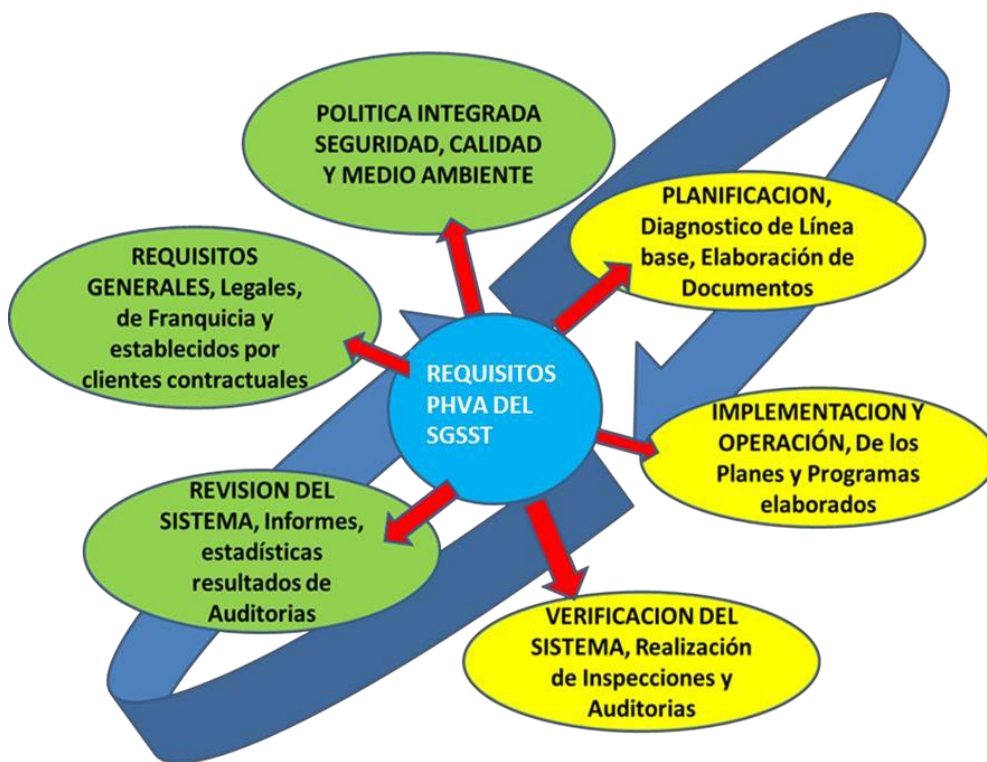 POLITICA INTEGRADA
SEGURIDAD, CALIDAD
Y MEDIO AMBIENTE
PLANIFICACION,
Diagnostico de Línea
base, Elaboración de
Documentos
REQUISITOS
GENERALES, Legales,
de Franquicia y
establecidos por
clientes contractuales
REQUISITOS
PHVA DEL
SGSST
IMPLEMENTACION Y
OPERACIÓN, De los
Planes y Programas
elaborados
REVISION DEL
SISTEMA, Informes,
estadísticas
resultados de
Auditorias
VERIFICACION DEL
SISTEMA, Realización
de Inspecciones y
Auditorias